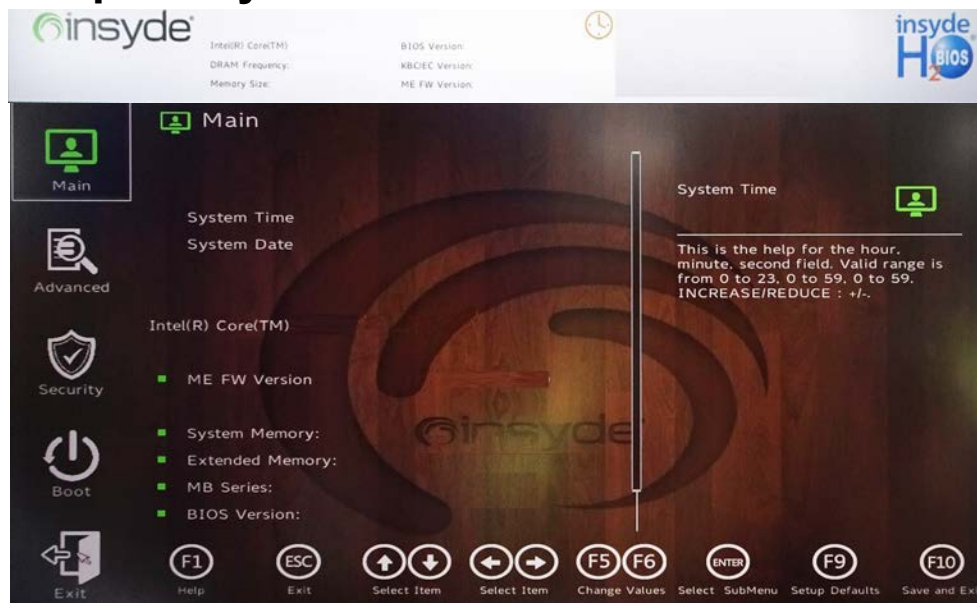 insyde
insyde
H2O BIOS
Intel(R) Core(TM)
DRAM Frequency:
Memory Size:
BIOS Version:
KBC/EC Version:
ME FW Version:
Main
Main
Advanced
Security
Boot
Exit
System Time
System Date
Intel(R) Core(TM)
ME FW Version
System Memory:
Extended Memory:
MB Series:
BIOS Version:
insyde
System Time
This is the help for the hour,
minute, second field. Valid range is
from 0 to 23, 0 to 59, 0 to 59.
INCREASE/REDUCE : +/-.
F1
Help
ESC
Exit
Select Item
Select Item
F5 F6
Change Values
ENTER
Select SubMenu
F9
Setup Defaults
F10
Save and Ex